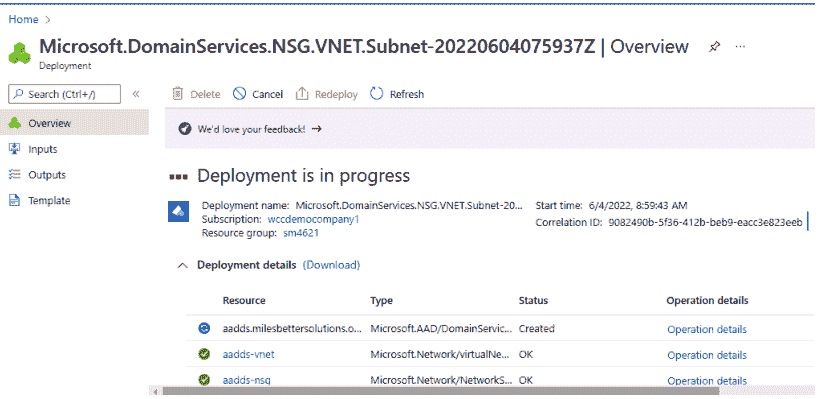 Home >
Microsoft.DomainServices.NSG.VNET.Subnet-20220604075937Z | Overview ...
Deployment
Search (Ctrl+/) «
Delete Cancel Redeploy Refresh
Overview
Inputs
Outputs
Template
We'd love your feedback! →
Deployment is in progress
Deployment name: Microsoft.DomainServices.NSG.VNET.Subnet-20... Start time: 6/4/2022, 8:59:43 AM
Subscription: wccdemocompany1 Correlation ID: 9082490b-5f36-412b-beb9-eacc3e823eeb
Resource group: sm4621
Deployment details (Download)
Resource Type Status Operation details
aadds.milesbettersolutions.o... Microsoft.AAD/DomainServic... Created Operation details
aadds-vnet Microsoft.Network/virtualNe... OK Operation details
aadds-nsg Microsoft.Network/NetworkS... OK Operation details